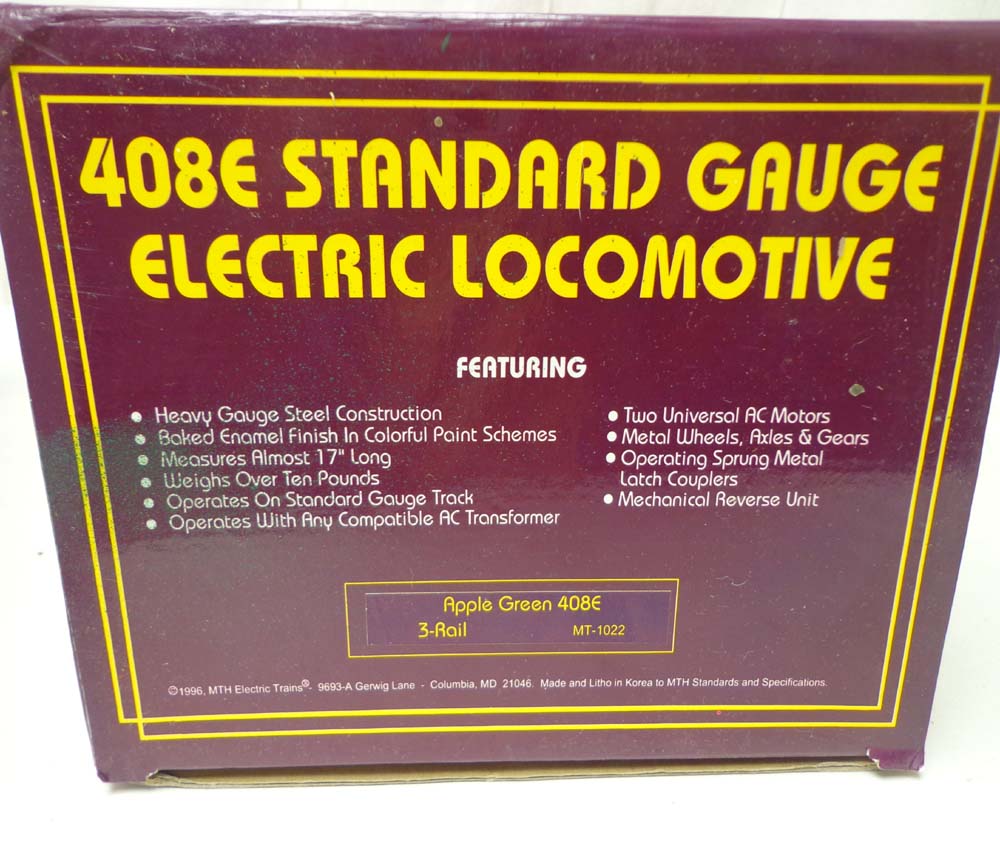 408E STANDARD GAUGE
ELECTRIC LOCOMOTIVE
FEATURING
• Heavy Gauge Steel Construction
• Baked Enamel Finish In Colorful Paint Schemes
• Measures Almost 17" Long
• Weighs Over Ten Pounds
• Operates On Standard Gauge Track
• Operates With Any Compatible AC Transformer
• Two Universal AC Motors
• Metal Wheels, Axles & Gears
• Operating Sprung Metal
Latch Couplers
• Mechanical Reverse Unit
Apple Green 408E
3-Rail MT-1022
©1996, MTH Electric Trains®- 9693-A Gerwig Lane - Columbia, MD 21046. Made and Litho in Korea to MTH Standards and Specifications.